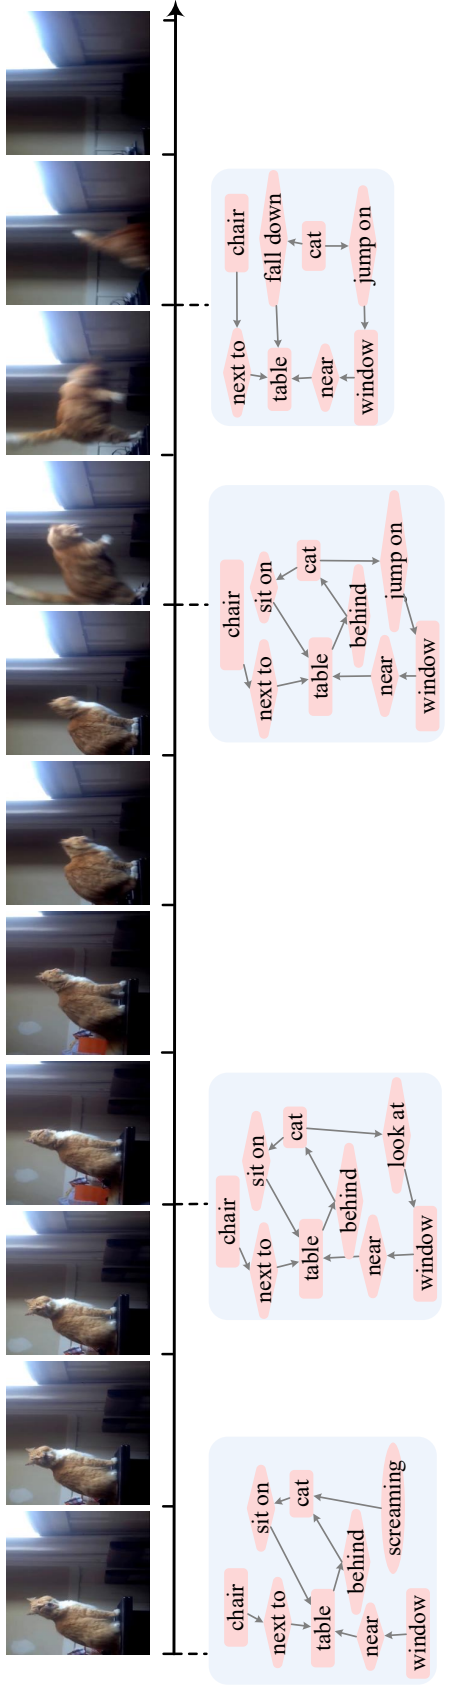 chair
next to
sit on
table
cat
behind
near
screaming
window
chair
next to
sit on
table
cat
behind
near
look at
window
chair
next to
sit on
table
cat
behind
near
jump on
window
chair
next to
fall down
table
cat
near
jump on
window